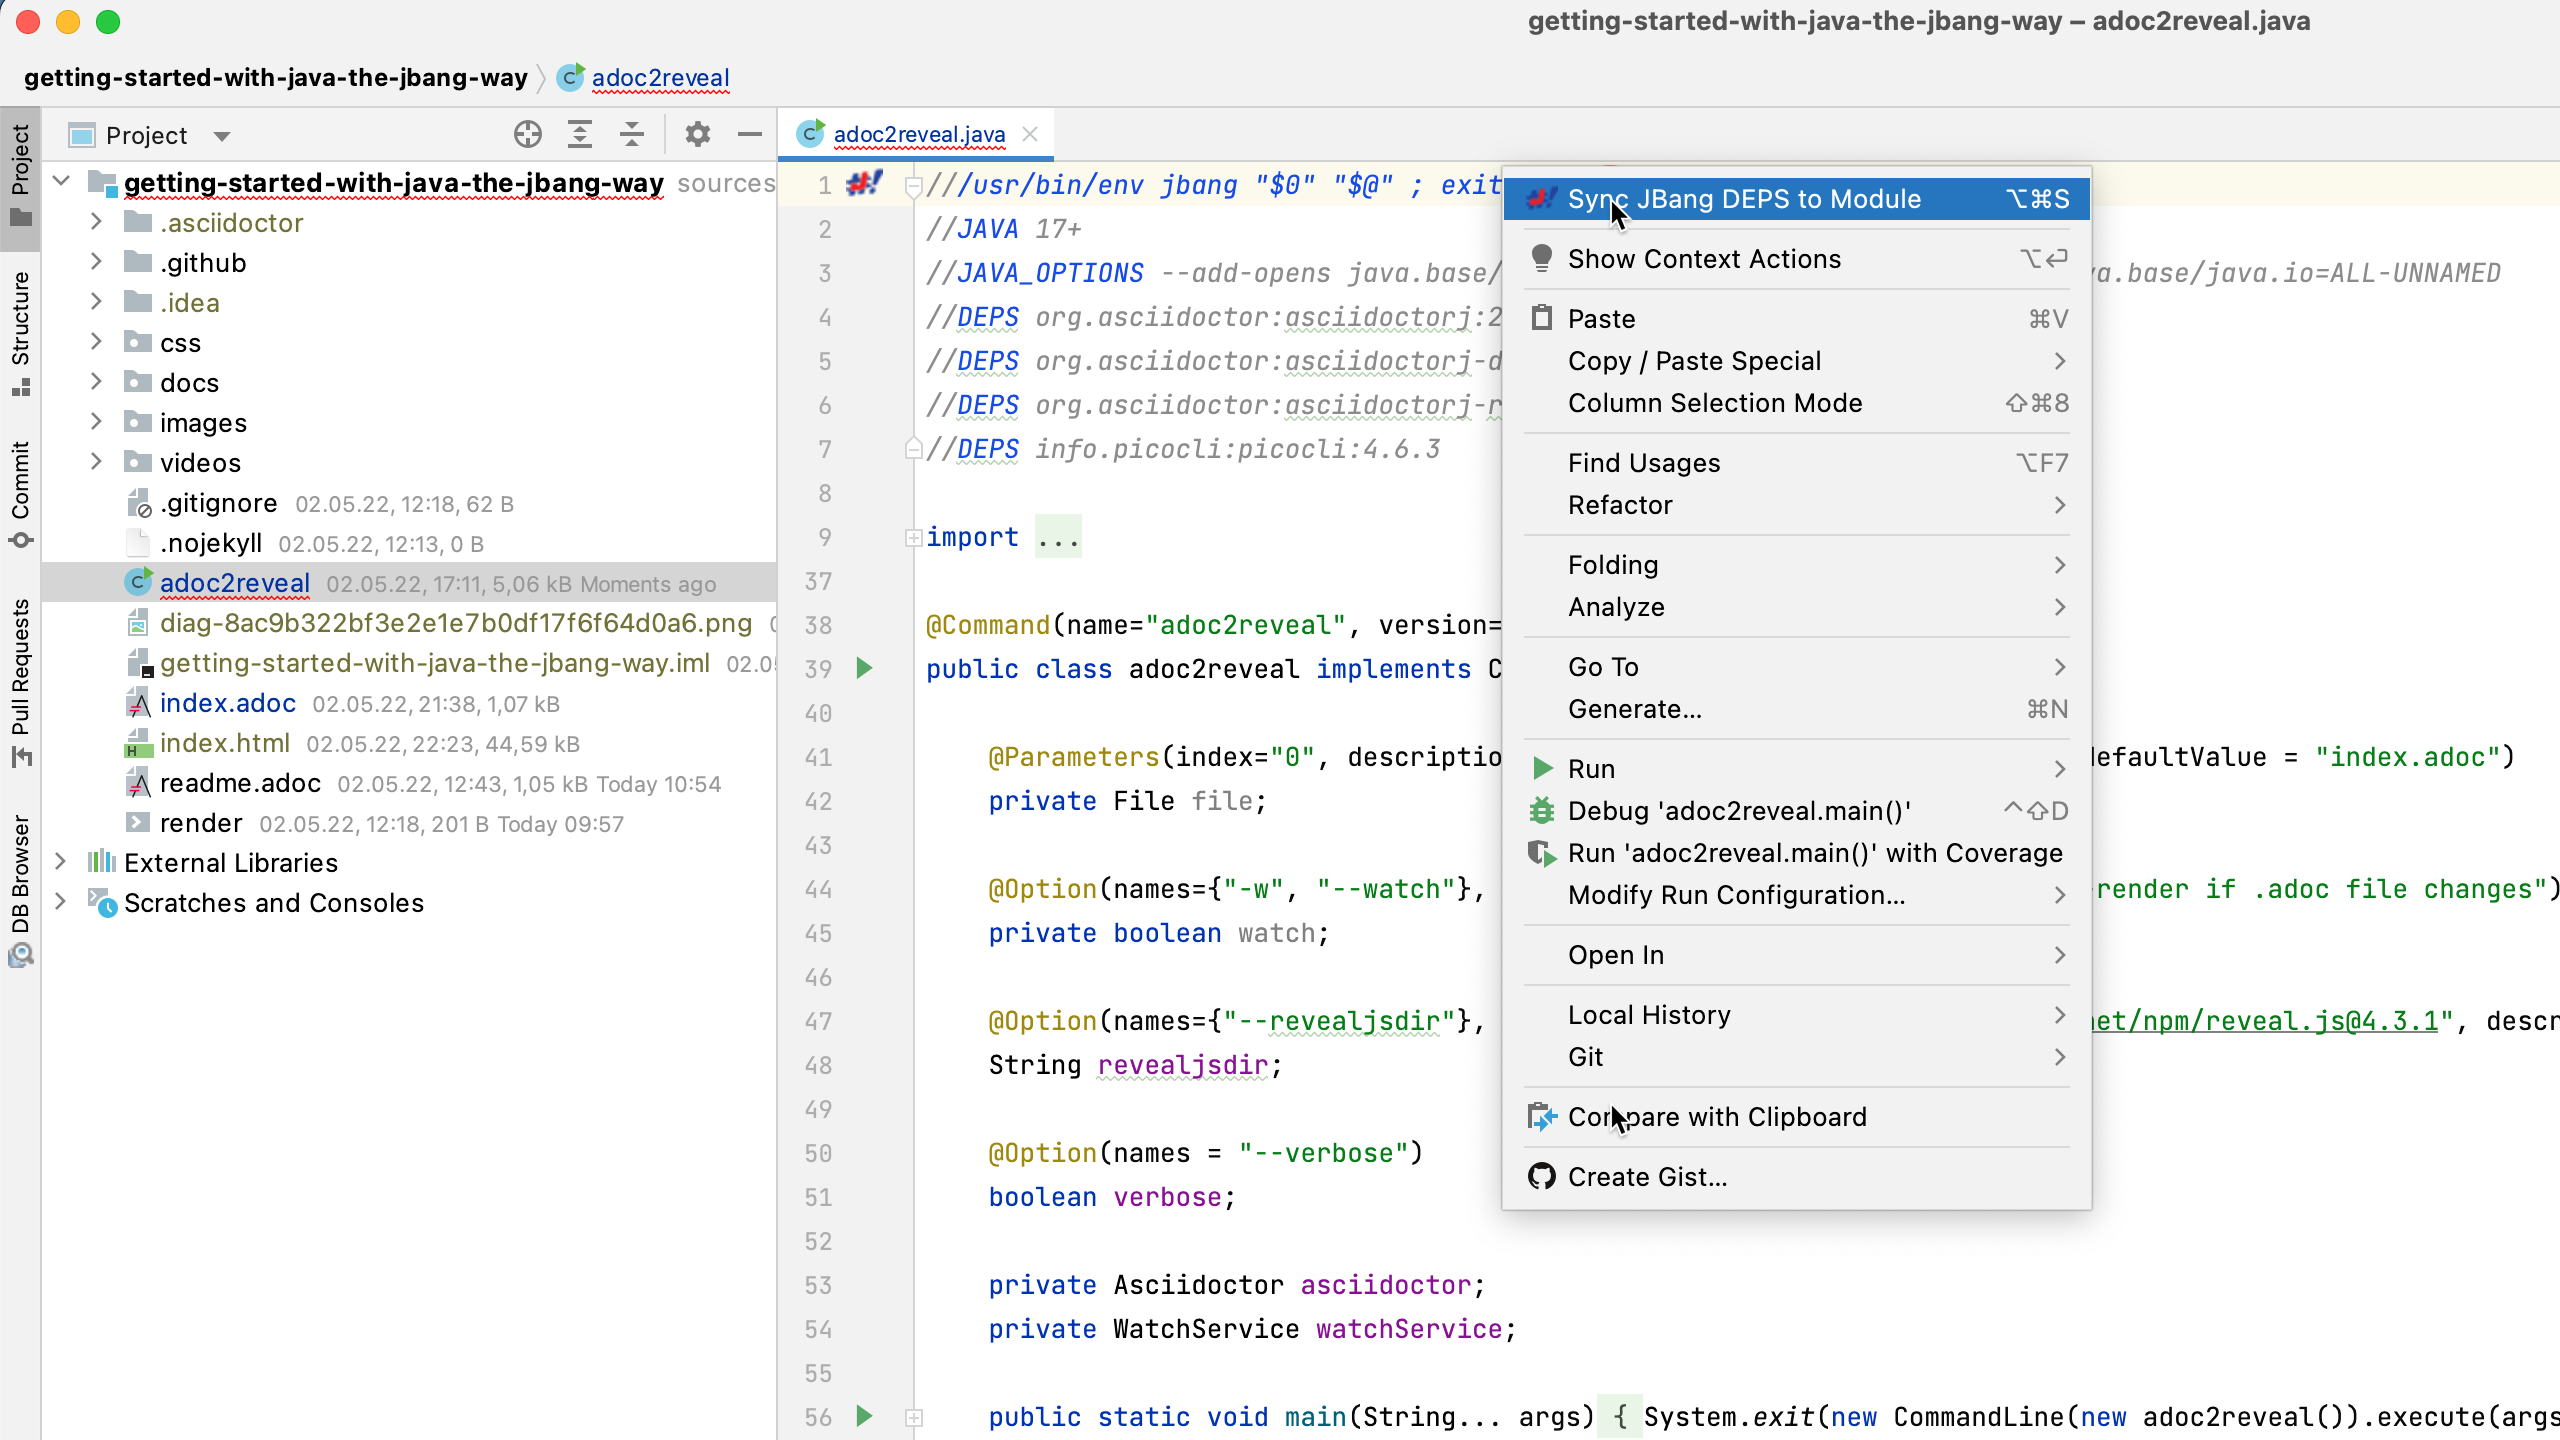 getting-started-with-java-the-jbang-way – adoc2reveal.java
getting-started-with-java-the-jbang-way adoc2reveal
Project
Structure
Commit
Pull Requests
DB Browser
Project
getting-started-with-java-the-jbang-way sources
.asciidoctor
.github
.idea
css
docs
images
videos
.gitignore 02.05.22, 12:18, 62 B
.nojekyll 02.05.22, 12:13, 0 B
adoc2reveal 02.05.22, 17:11, 5,06 kB Moments ago
diag-8ac9b322bf3e2e1e7b0df17f6f64d0a6.png
getting-started-with-java-the-jbang-way.iml 02.0
index.adoc 02.05.22, 21:38, 1,07 kB
index.html 02.05.22, 22:23, 44,59 kB
readme.adoc 02.05.22, 12:43, 1,05 kB Today 10:54
render 02.05.22, 12:18, 201 B Today 09:57
External Libraries
Scratches and Consoles
adoc2reveal.java
1 ///usr/bin/env jbang "$0" "$@" ; exit
2 //JAVA 17+
3 //JAVA_OPTIONS --add-opens java.base/ a.base/java.io=ALL-UNNAMED
4 //DEPS org.asciidoctor:asciidoctorj:2
5 //DEPS org.asciidoctor:asciidoctorj-d
6 //DEPS org.asciidoctor:asciidoctorj-r
7 //DEPS info.picocli:picocli:4.6.3
8
9 import ...
37
38 @Command(name="adoc2reveal", version=
39 public class adoc2reveal implements C
40
41 @Parameters(index="0", descriptio efaultValue = "index.adoc")
42 private File file;
43
44 @Option(names={"-w", "--watch"}, render if .adoc file changes")
45 private boolean watch;
46
47 @Option(names={"--revealjsdir"}, et/npm/reveal.js@4.3.1", descr
48 String revealjsdir;
49
50 @Option(names = "--verbose")
51 boolean verbose;
52
53 private Asciidoctor asciidoctor;
54 private WatchService watchService;
55
56 public static void main(String... args) { System.exit(new CommandLine(new adoc2reveal()).execute(args
Sync JBang DEPS to Module ⌥⌘S
Show Context Actions ⌥⏎
Paste ⌘V
Copy / Paste Special
Column Selection Mode ⇧⌘8
Find Usages ⌥F7
Refactor
Folding
Analyze
Go To
Generate... ⌘N
Run
Debug 'adoc2reveal.main()' ^⇧D
Run 'adoc2reveal.main()' with Coverage
Modify Run Configuration...
Open In
Local History
Git
Compare with Clipboard
Create Gist...